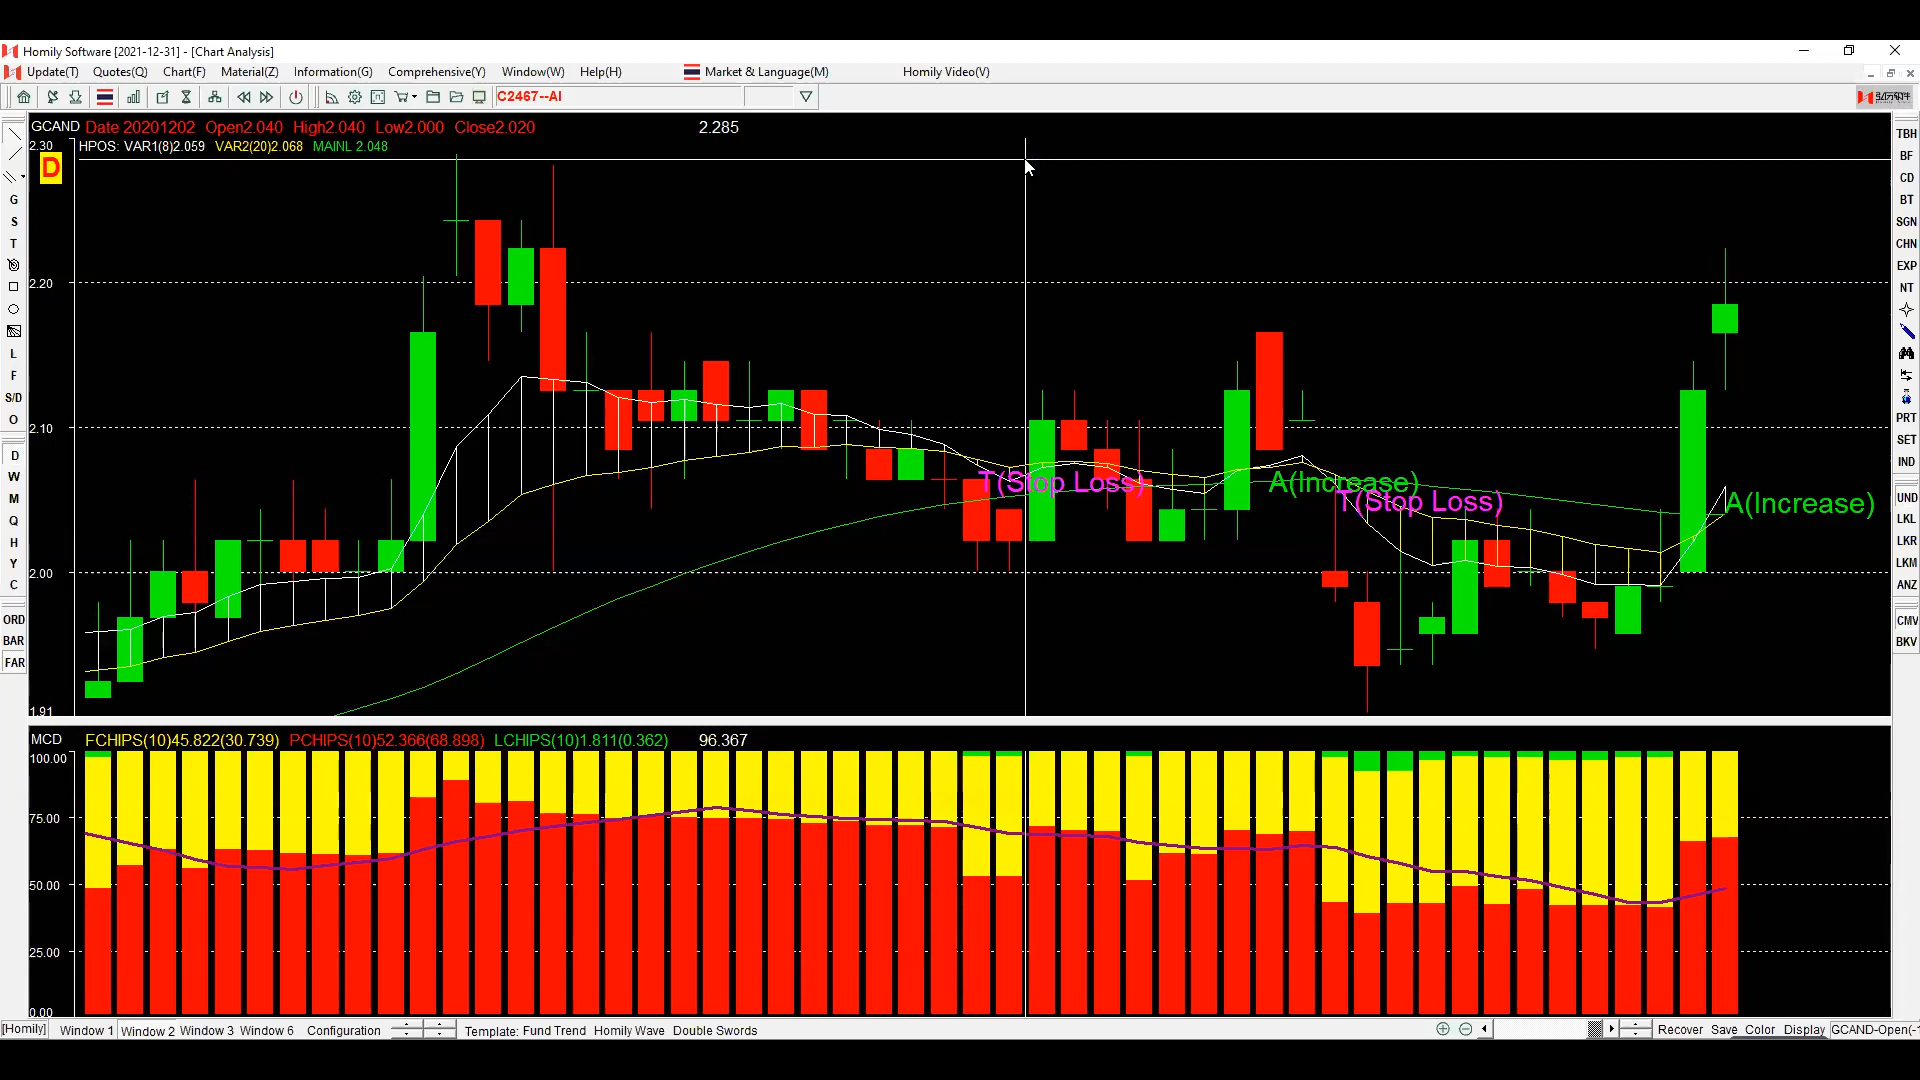 Homily Software [2021-12-31] - [Chart Analysis]
Update(T) Quotes(Q) Chart(F) Material(Z) Information(G) Comprehensive(Y) Window(W) Help(H) Market & Language(M) Homily Video(V)
C2467--AI
GCAND Date 20201202 Open2.040 High2.040 Low2.000 Close2.020 2.285
HPOS: VAR1(8)2.059 VAR2(20)2.068 MAINL 2.048
2.30
D
2.20
2.10
2.00
1.91
T(Stop Loss)
A(Increase)
T(Stop Loss)
A(Increase)
MCD FCHIPS(10)45.822(30.739) PCHIPS(10)52.366(68.898) LCHIPS(10)1.811(0.362) 96.367
100.00
75.00
50.00
25.00
0.00
G
S
T
L
F
S/D
O
D
W
M
Q
H
Y
C
ORD
BAR
FAR
TBH
BF
CD
BT
SGN
CHN
EXP
NT
PRT
SET
IND
UND
LKL
LKR
LKM
ANZ
CMV
BKV
[Homily] Window 1 Window 2 Window 3 Window 6 Configuration Template: Fund Trend Homily Wave Double Swords Recover Save Color Display GCAND-Open(-1